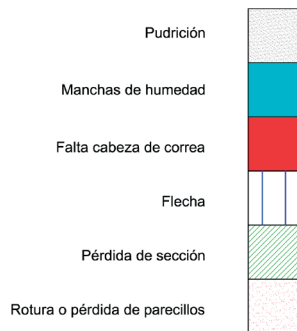 Pudrición
Manchas de humedad
Falta cabeza de correa
Flecha
Pérdida de sección
Rotura o pérdida de parecillos